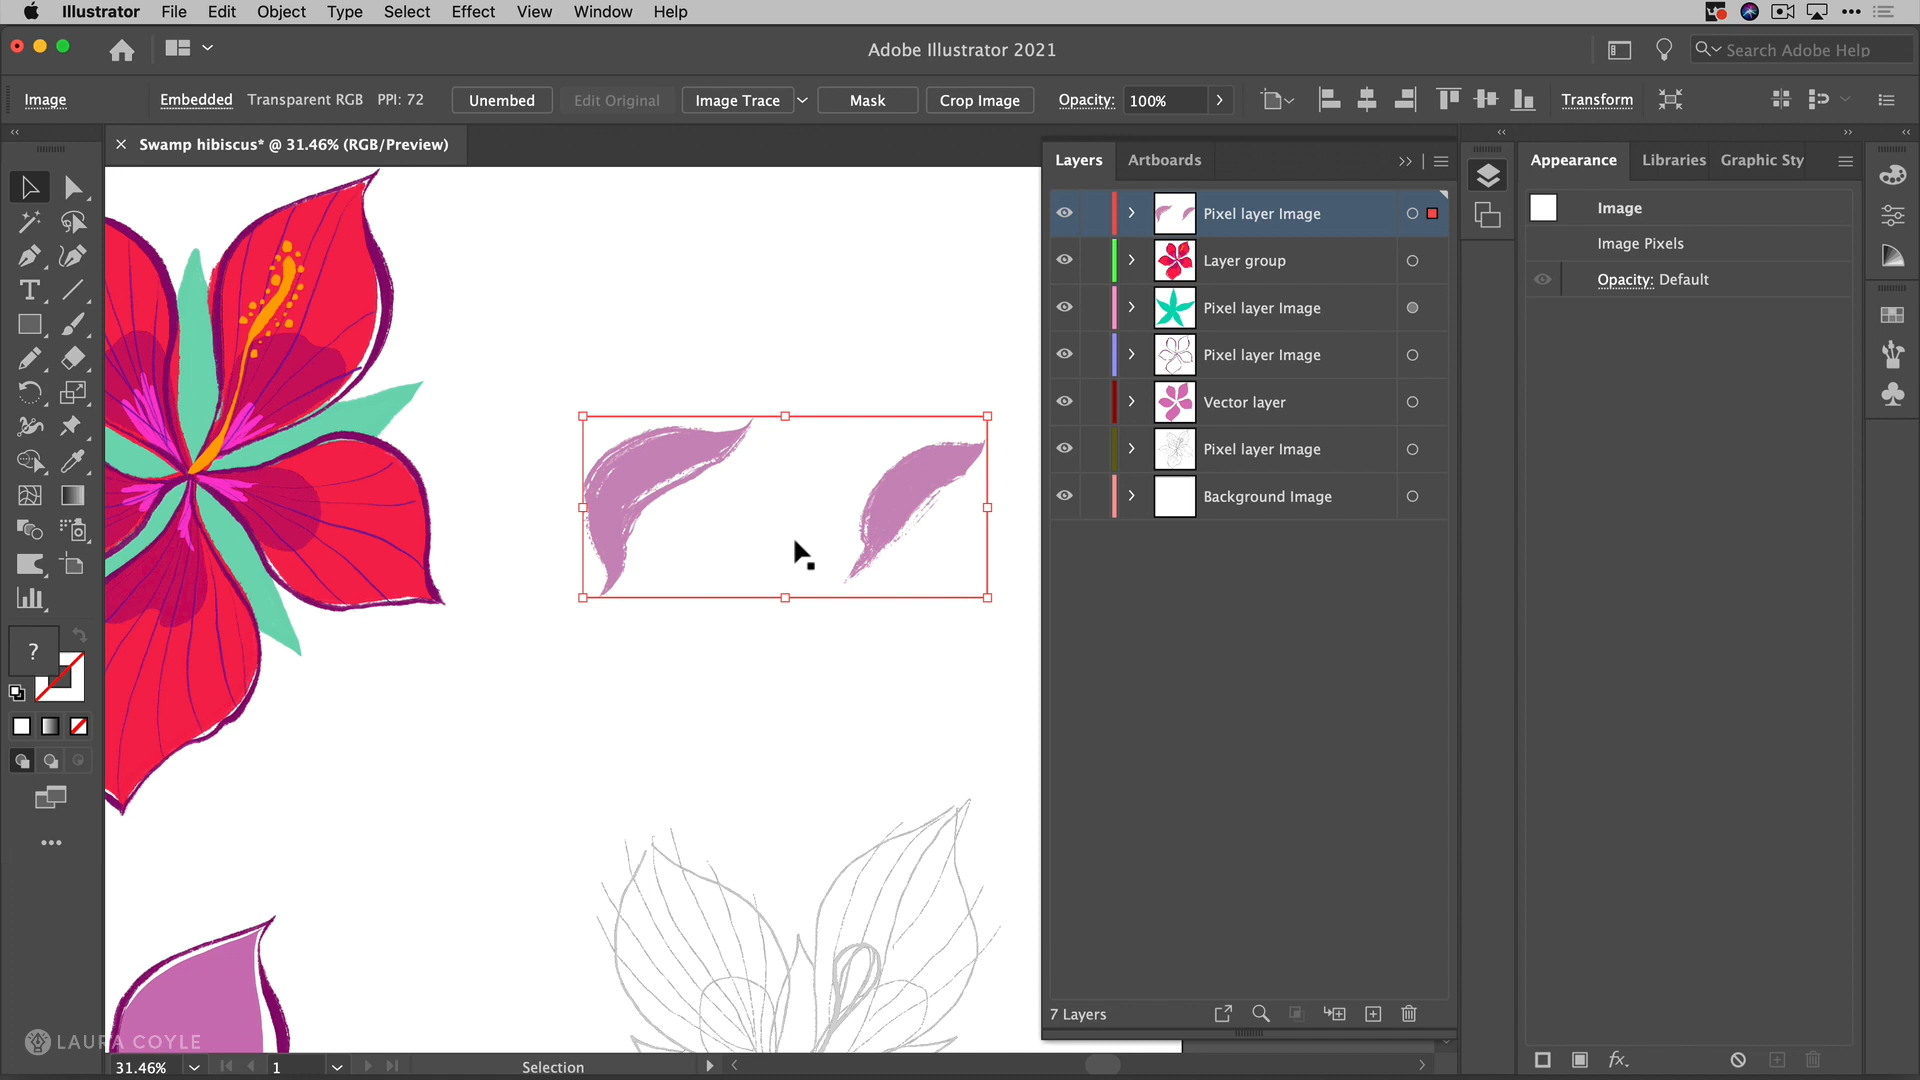 Illustrator File Edit Object Type Select Effect View Window Help
Adobe Illustrator 2021
Search Adobe Help
Image Embedded Transparent RGB PPI: 72 Unembed Edit Original Image Trace Mask Crop Image Opacity: 100% Transform
× Swamp hibiscus* @ 31.46% (RGB/Preview)
Layers Artboards
Appearance Libraries Graphic Sty
Pixel layer Image
Layer group
Pixel layer Image
Pixel layer Image
Vector layer
Pixel layer Image
Background Image
Image
Image Pixels
Opacity: Default
?
7 Layers
LAURA COYLE
31.46% 1 Selection
fx